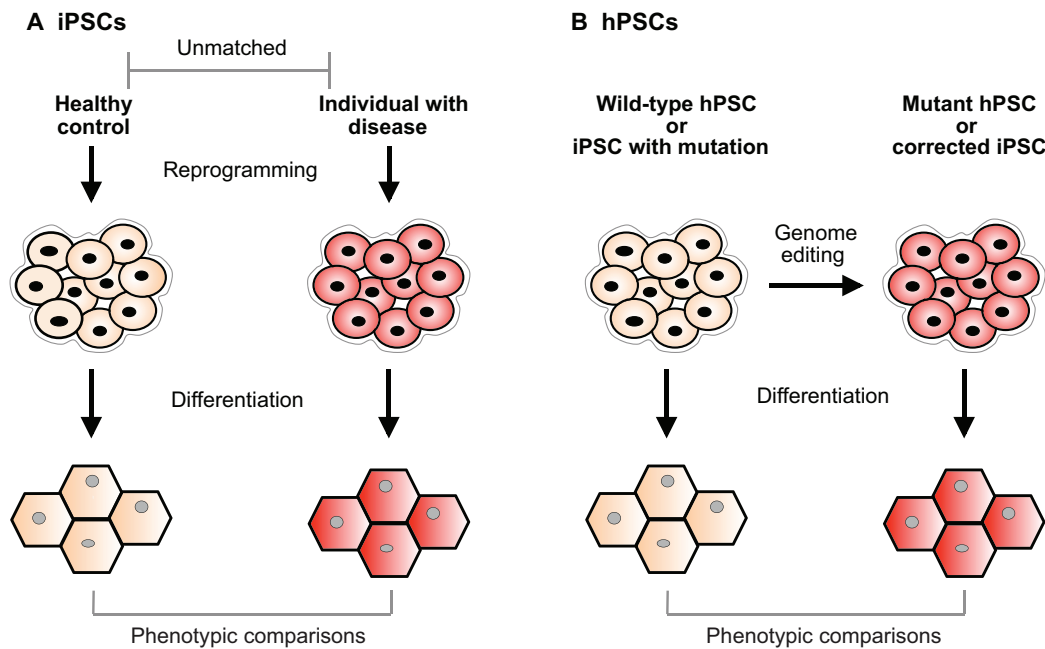 A iPSCs
Unmatched
Healthy
control
Individual with
disease
Reprogramming
Differentiation
Phenotypic comparisons
B hPSCs
Wild-type hPSC
or
iPSC with mutation
Mutant hPSC
or
corrected iPSC
Genome
editing
Differentiation
Phenotypic comparisons